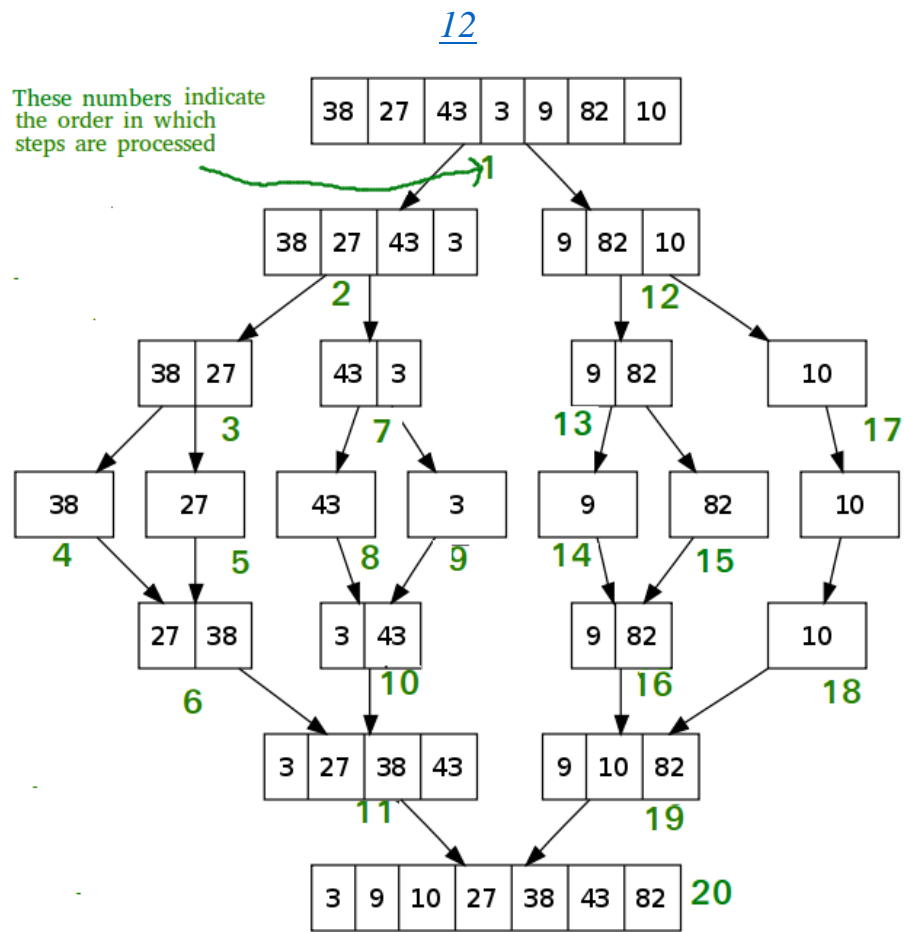 12
These numbers indicate
the order in which
steps are processed
38 27 43 3 9 82 10
1
38 27 43 3 9 82 10
2 12
38 27 43 3 9 82 10
3 7 13 17
38 27 43 3 9 82 10
4 5 8 9 14 15
27 38 3 43 9 82 10
6 10 16 18
3 27 38 43 9 10 82
11 19
3 9 10 27 38 43 82 20